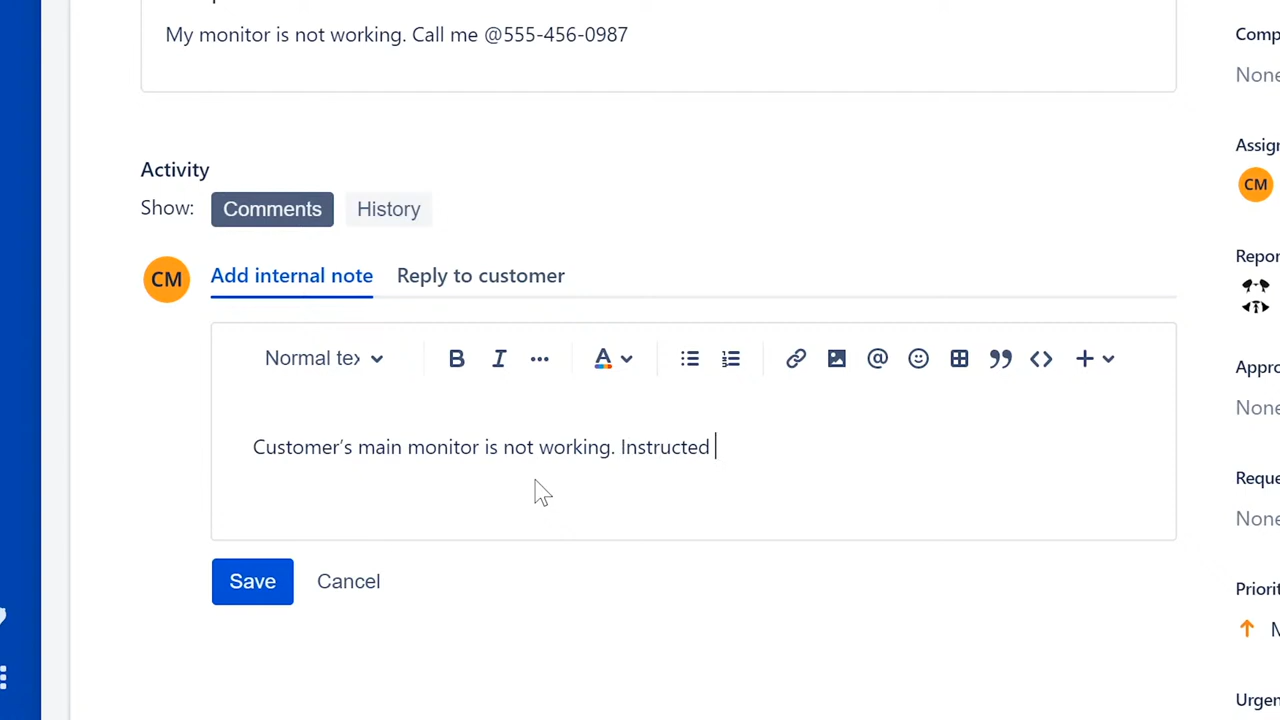 My monitor is not working. Call me @555-456-0987
Comp
None
Activity
Assign
Show: Comments History
CM
CM Add internal note Reply to customer
Repor
Normal tex B I A
Appro
None
Customer’s main monitor is not working. Instructed
Reque
None
Save Cancel
Priorit
Urgen